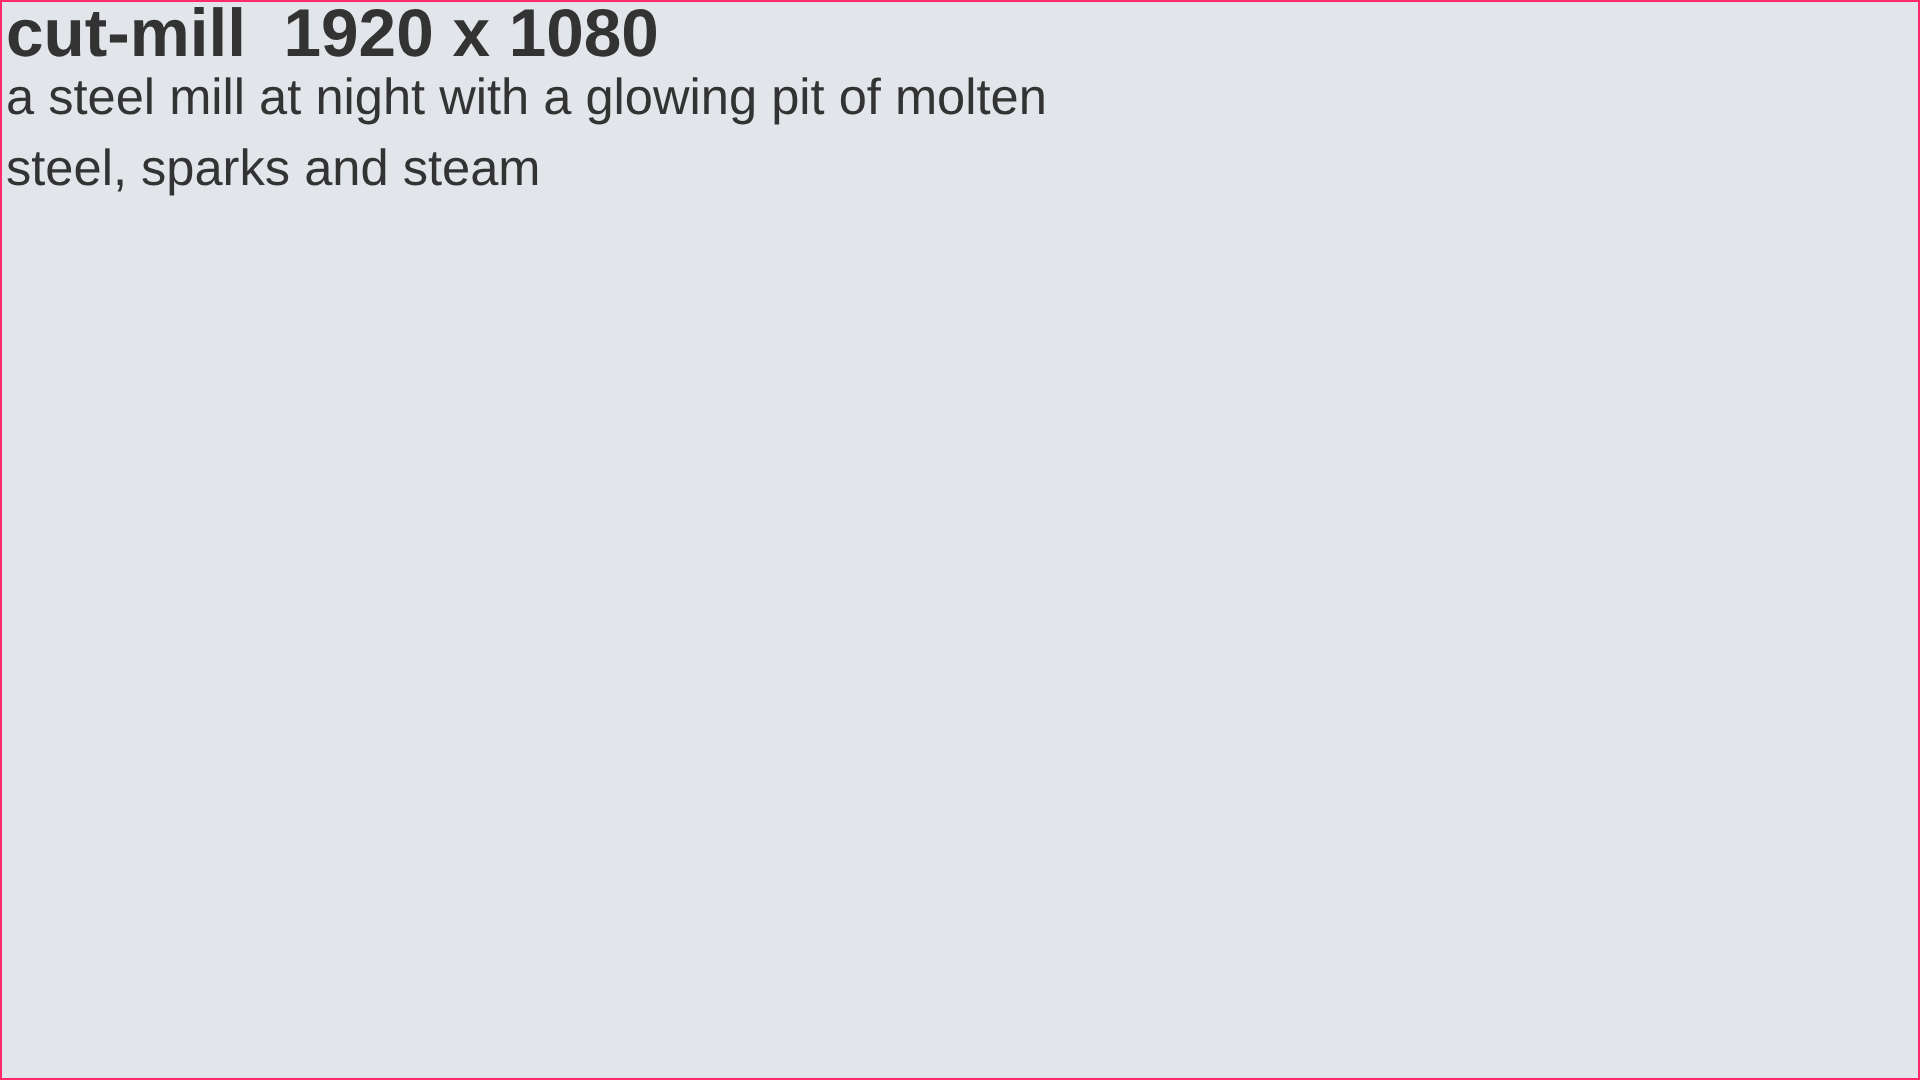 cut-mill  1920 x 1080
a steel mill at night with a glowing pit of molten
steel, sparks and steam